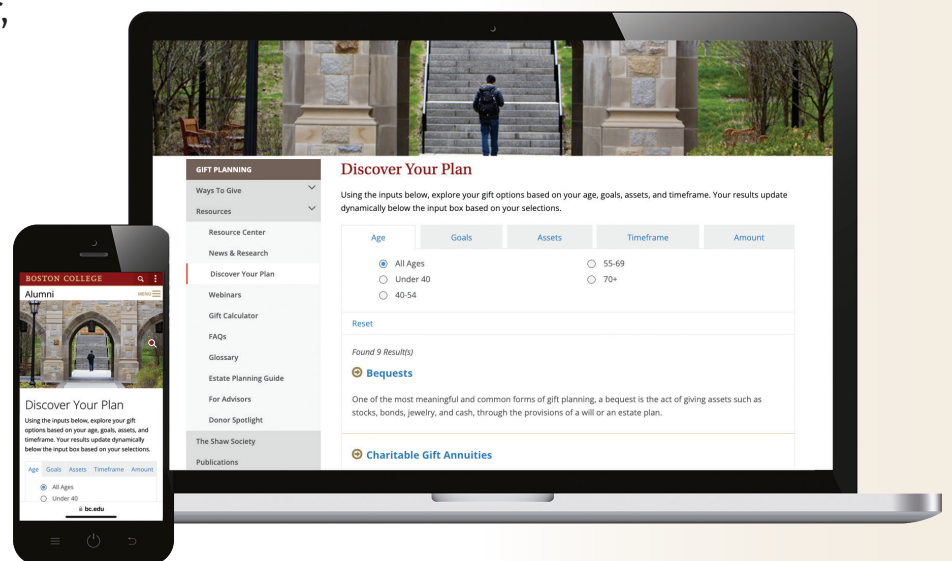 GIFT PLANNING
Ways To Give
Resources
Resource Center
News & Research
Discover Your Plan
Webinars
Gift Calculator
FAQs
Glossary
Estate Planning Guide
For Advisors
Donor Spotlight
The Shaw Society
Publications
Discover Your Plan
Using the inputs below, explore your gift options based on your age, goals, assets, and timeframe. Your results update
dynamically below the input box based on your selections.
Age Goals Assets Timeframe Amount
All Ages
Under 40
40-54
55-69
70+
Reset
Found 9 Result(s)
Bequests
One of the most meaningful and common forms of gift planning, a bequest is the act of giving assets such as
stocks, bonds, jewelry, and cash, through the provisions of a will or an estate plan.
Charitable Gift Annuities
BOSTON COLLEGE
Alumni
MENU
Discover Your Plan
Using the inputs below, explore your gift
options based on your age, goals, assets, and
timeframe. Your results update dynamically
below the input box based on your selections.
Age Goals Assets Timeframe Amount
All Ages
Under 40
bc.edu